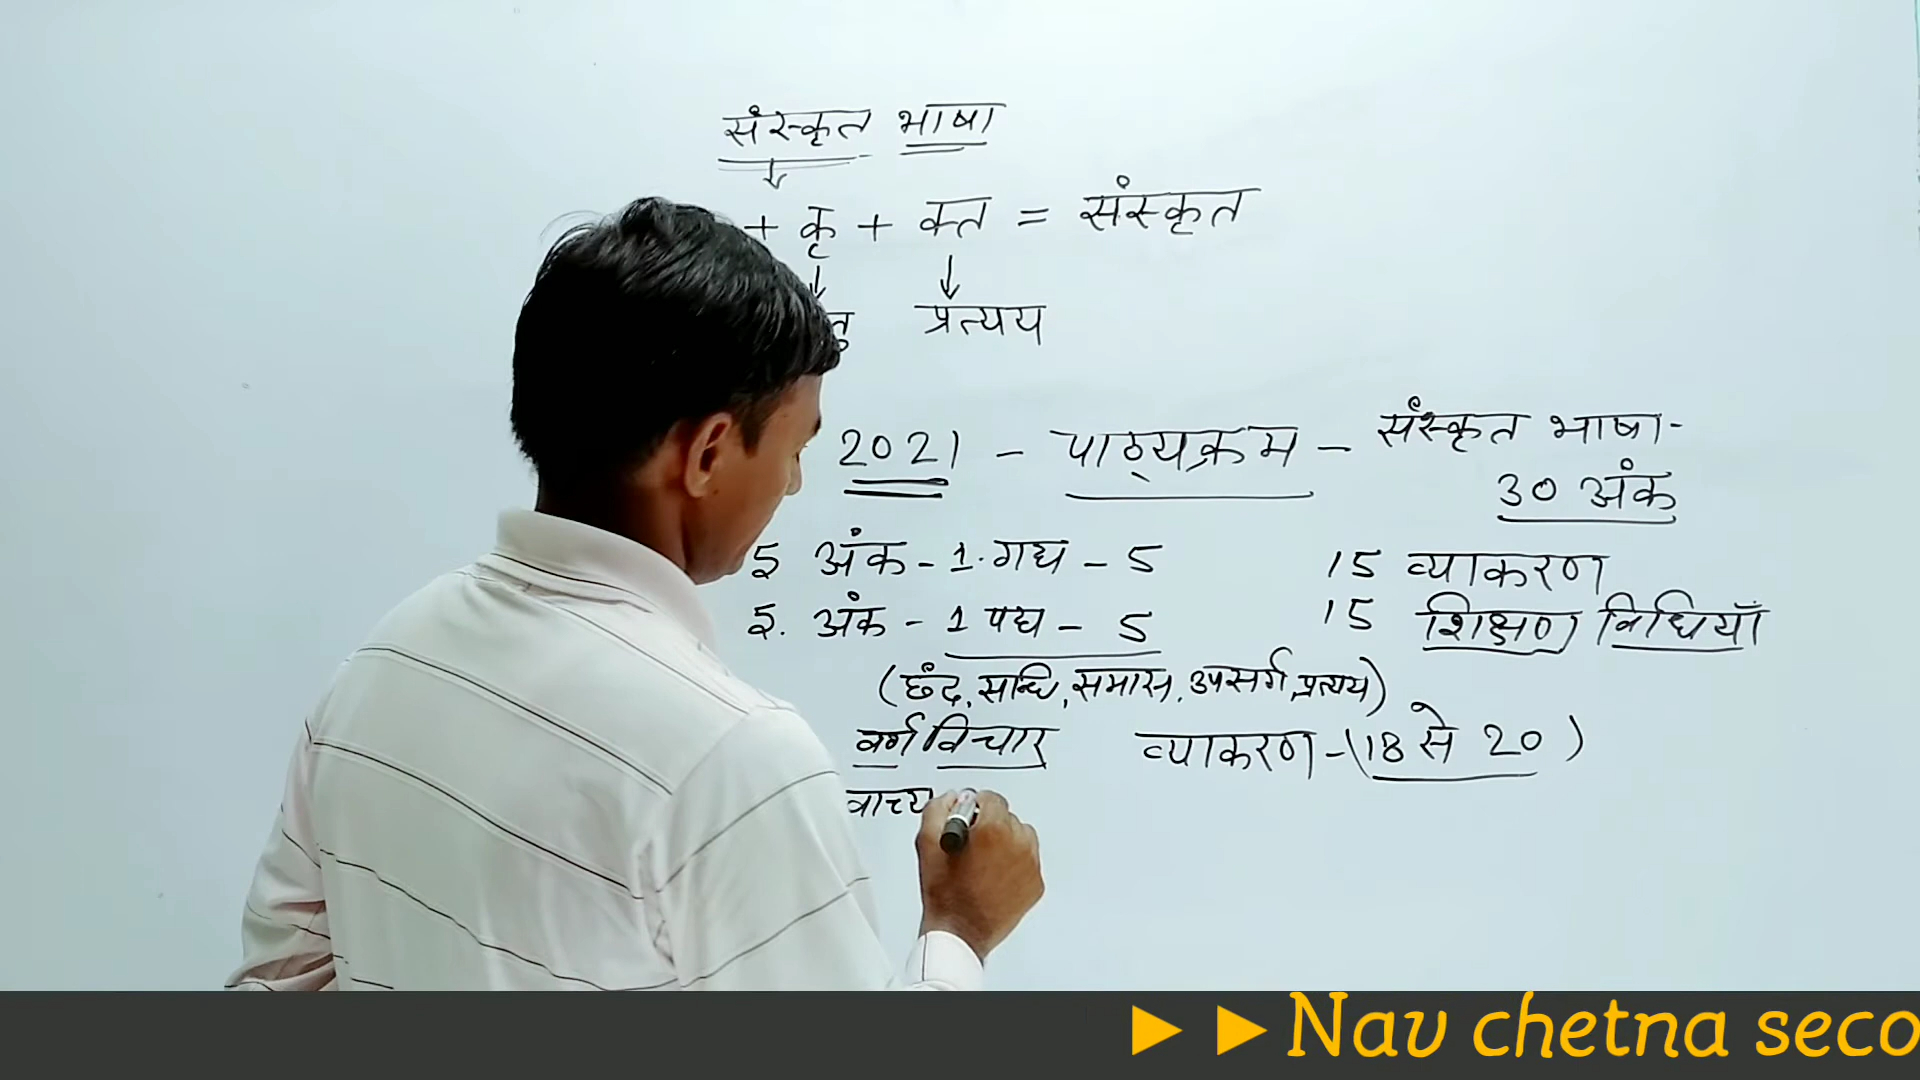 संस्कृत भाषा
+ कृ + क्त = संस्कृत
प्रत्यय
2021 - पाठ्यक्रम - संस्कृत भाषा-
30 अंक
5 अंक - 1. गद्य - 5
15 व्याकरण
5. अंक - 1 पद्य - 5
15 शिक्षण विधियाँ
(छंद, सन्धि, समास, उपसर्ग, प्रत्यय)
वर्ण विचार
व्याकरण - (18 से 20)
वाच्य
►►Nav chetna seco